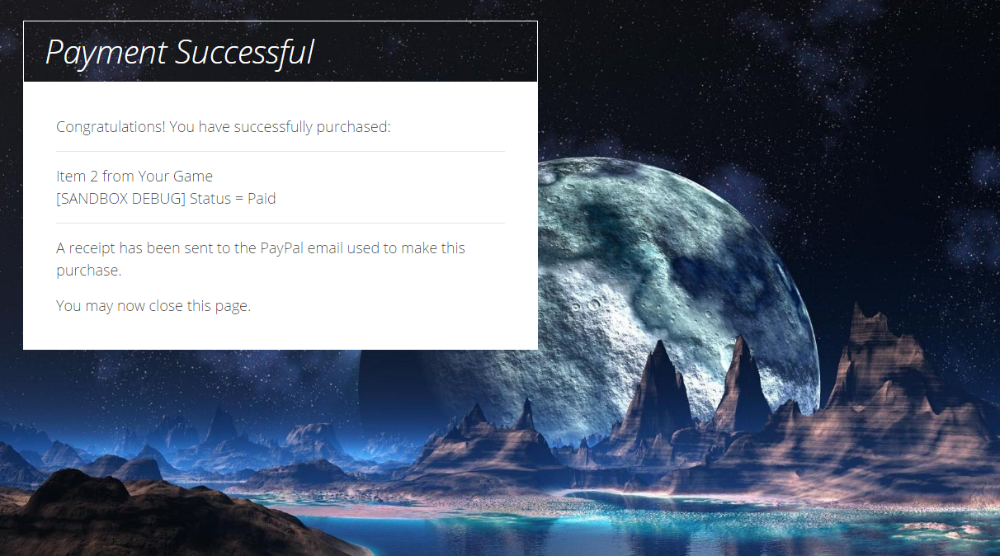 Payment Successful
Congratulations! You have successfully purchased:
Item 2 from Your Game
[SANDBOX DEBUG] Status = Paid
A receipt has been sent to the PayPal email used to make this
purchase.
You may now close this page.